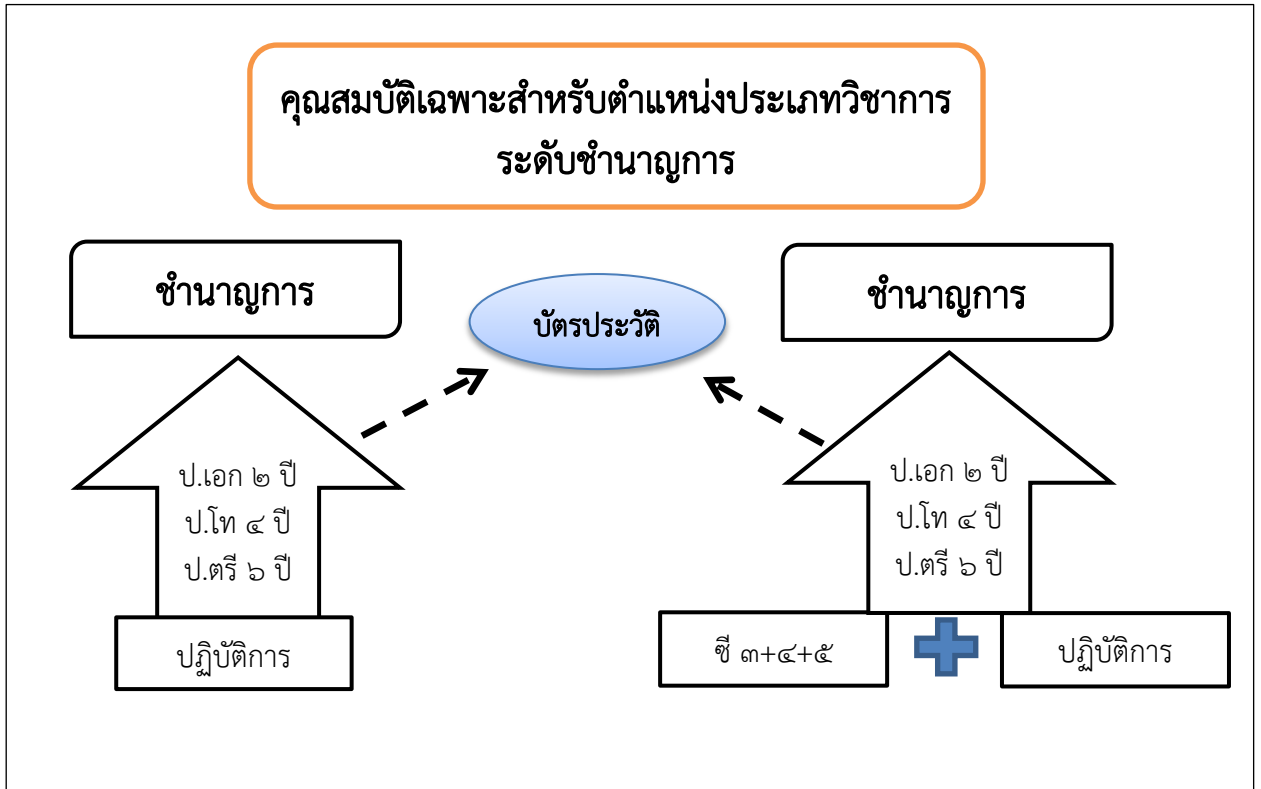 คุณสมบัติเฉพาะสำหรับตำแหน่งประเภทวิชาการ
ระดับชำนาญการ
ชำนาญการ
บัตรประวัติ
ชำนาญการ
ป.เอก ๒ ปี
ป.โท ๔ ปี
ป.ตรี ๖ ปี
ปฏิบัติการ
ป.เอก ๒ ปี
ป.โท ๔ ปี
ป.ตรี ๖ ปี
ซี ๓+๔+๕
ปฏิบัติการ